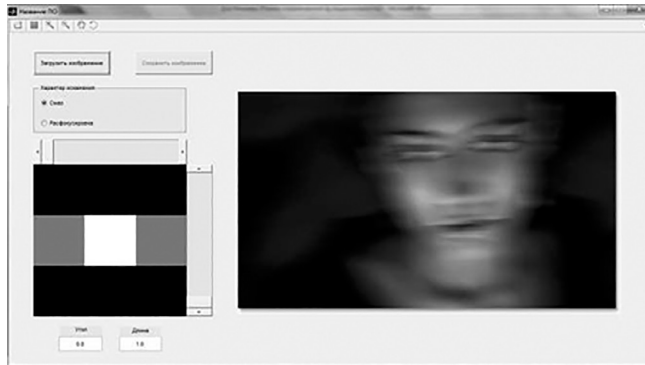 Название ПО
Загрузить изображение
Сохранить изображение
Характер искажения
Смаз
Расфокусировка
Угол
Длина
0.0
1.0